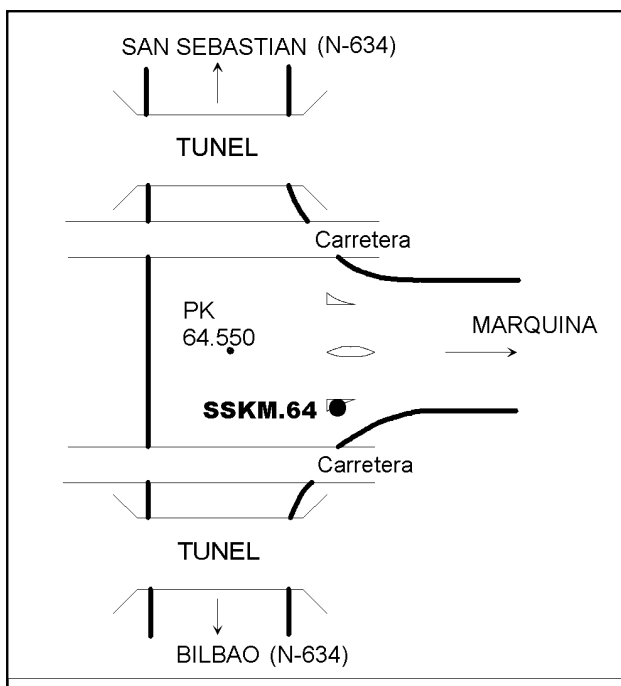 SAN SEBASTIAN (N-634)
TUNEL
Carretera
PK
64.550
MARQUINA
SSKM.64
Carretera
TUNEL
BILBAO (N-634)